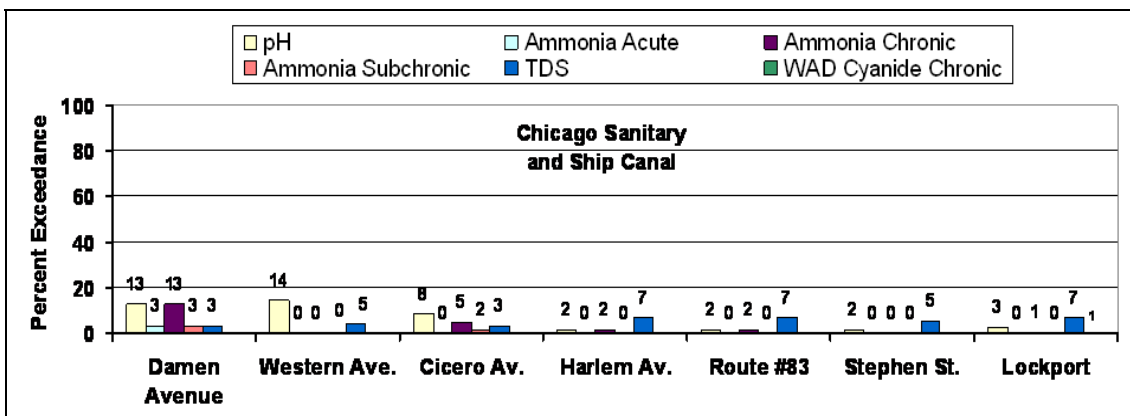 pH Ammonia Acute Ammonia Chronic
Ammonia Subchronic TDS WAD Cyanide Chronic
Percent Exceedance
100
80
60
40
20
0
Chicago Sanitary
and Ship Canal
13 3 13 3 3
14 0 0 0 5
8 0 5 2 3
2 0 2 0 7
2 0 2 0 7
2 0 0 0 5
3 0 1 0 7 1
Damen
Avenue
Western Ave.
Cicero Av.
Harlem Av.
Route #83
Stephen St.
Lockport